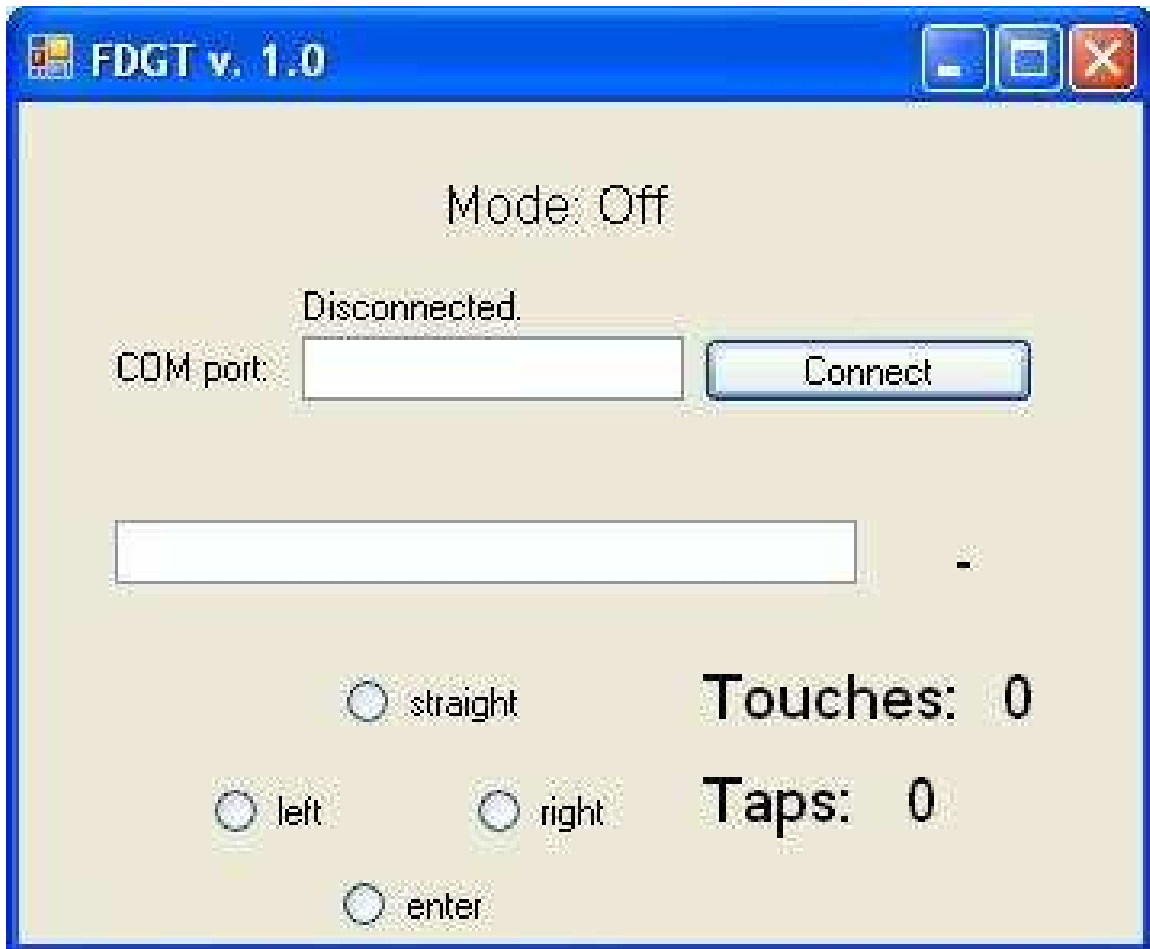 FDGT v. 1.0
Mode: Off
Disconnected.
COM port:
Connect
-
straight
Touches: 0
left
right
Taps: 0
enter